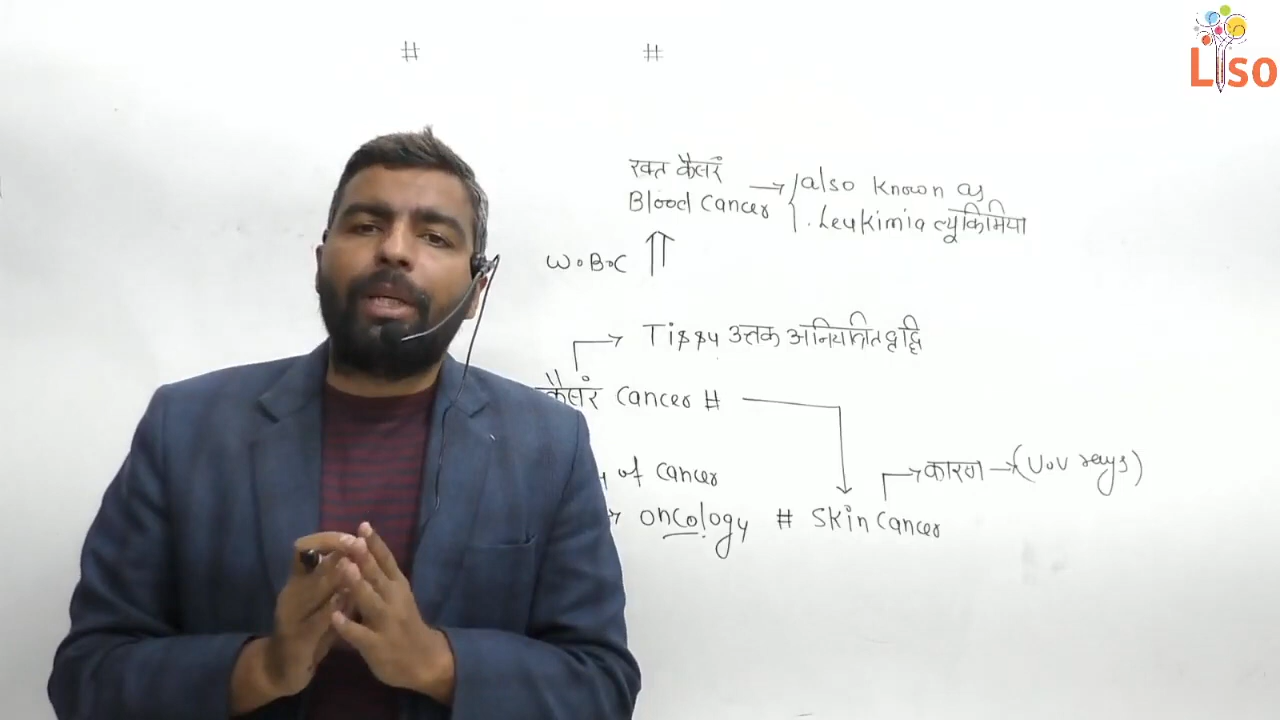 # #
Liso
रक्त कैसरं
Blood Cancer → also known as
Leukimia ल्यूकिमिया
W.B.C
Tissu उत्तक अनियमीत वृद्धि
कैसरं Cancer #
of cancer
कारण → (U.V rays)
→ oncology # Skin Cancer